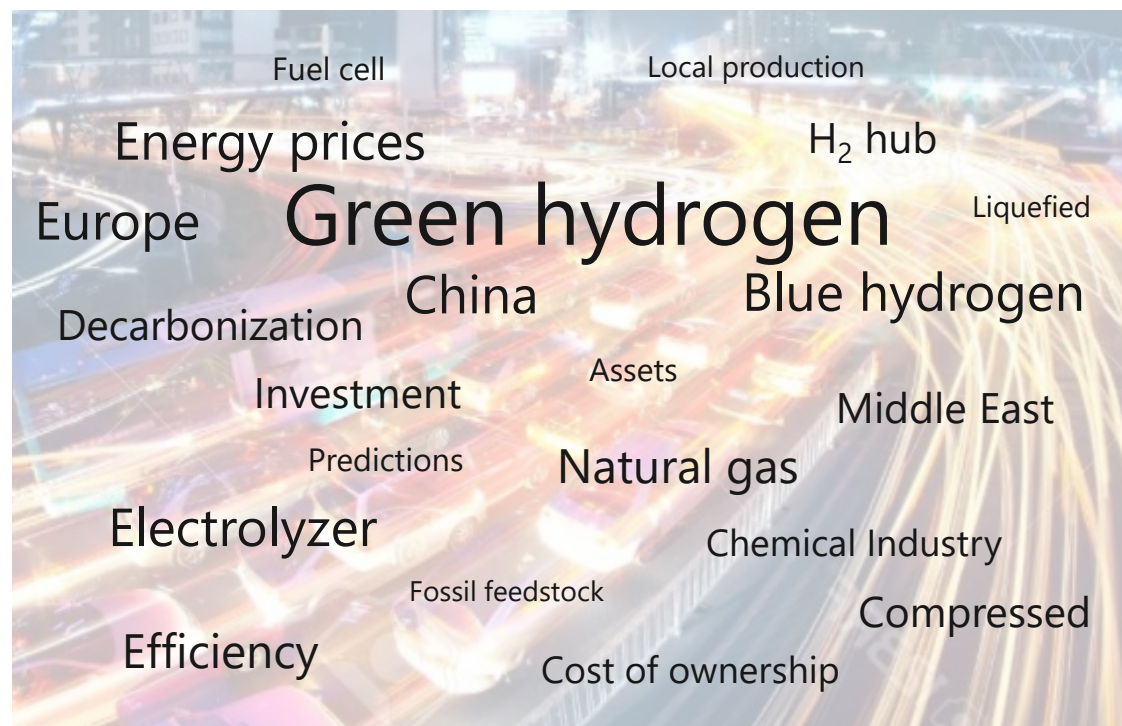 Fuel cell
Local production
Energy prices
H₂ hub
Europe
Green hydrogen
Liquefied
China
Blue hydrogen
Decarbonization
Assets
Investment
Middle East
Predictions
Natural gas
Electrolyzer
Chemical Industry
Fossil feedstock
Compressed
Efficiency
Cost of ownership